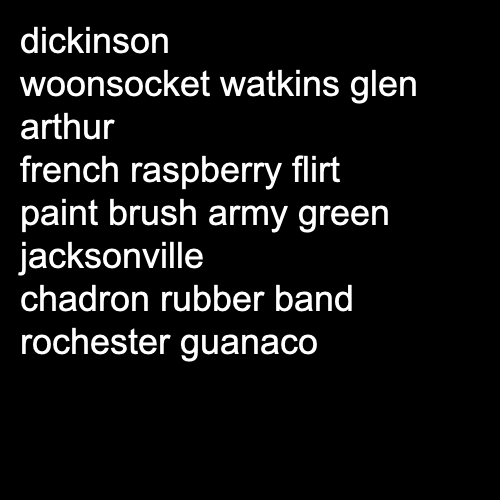 dickinson
woonsocket watkins glen
arthur
french raspberry flirt
paint brush army green
jacksonville
chadron rubber band
rochester guanaco